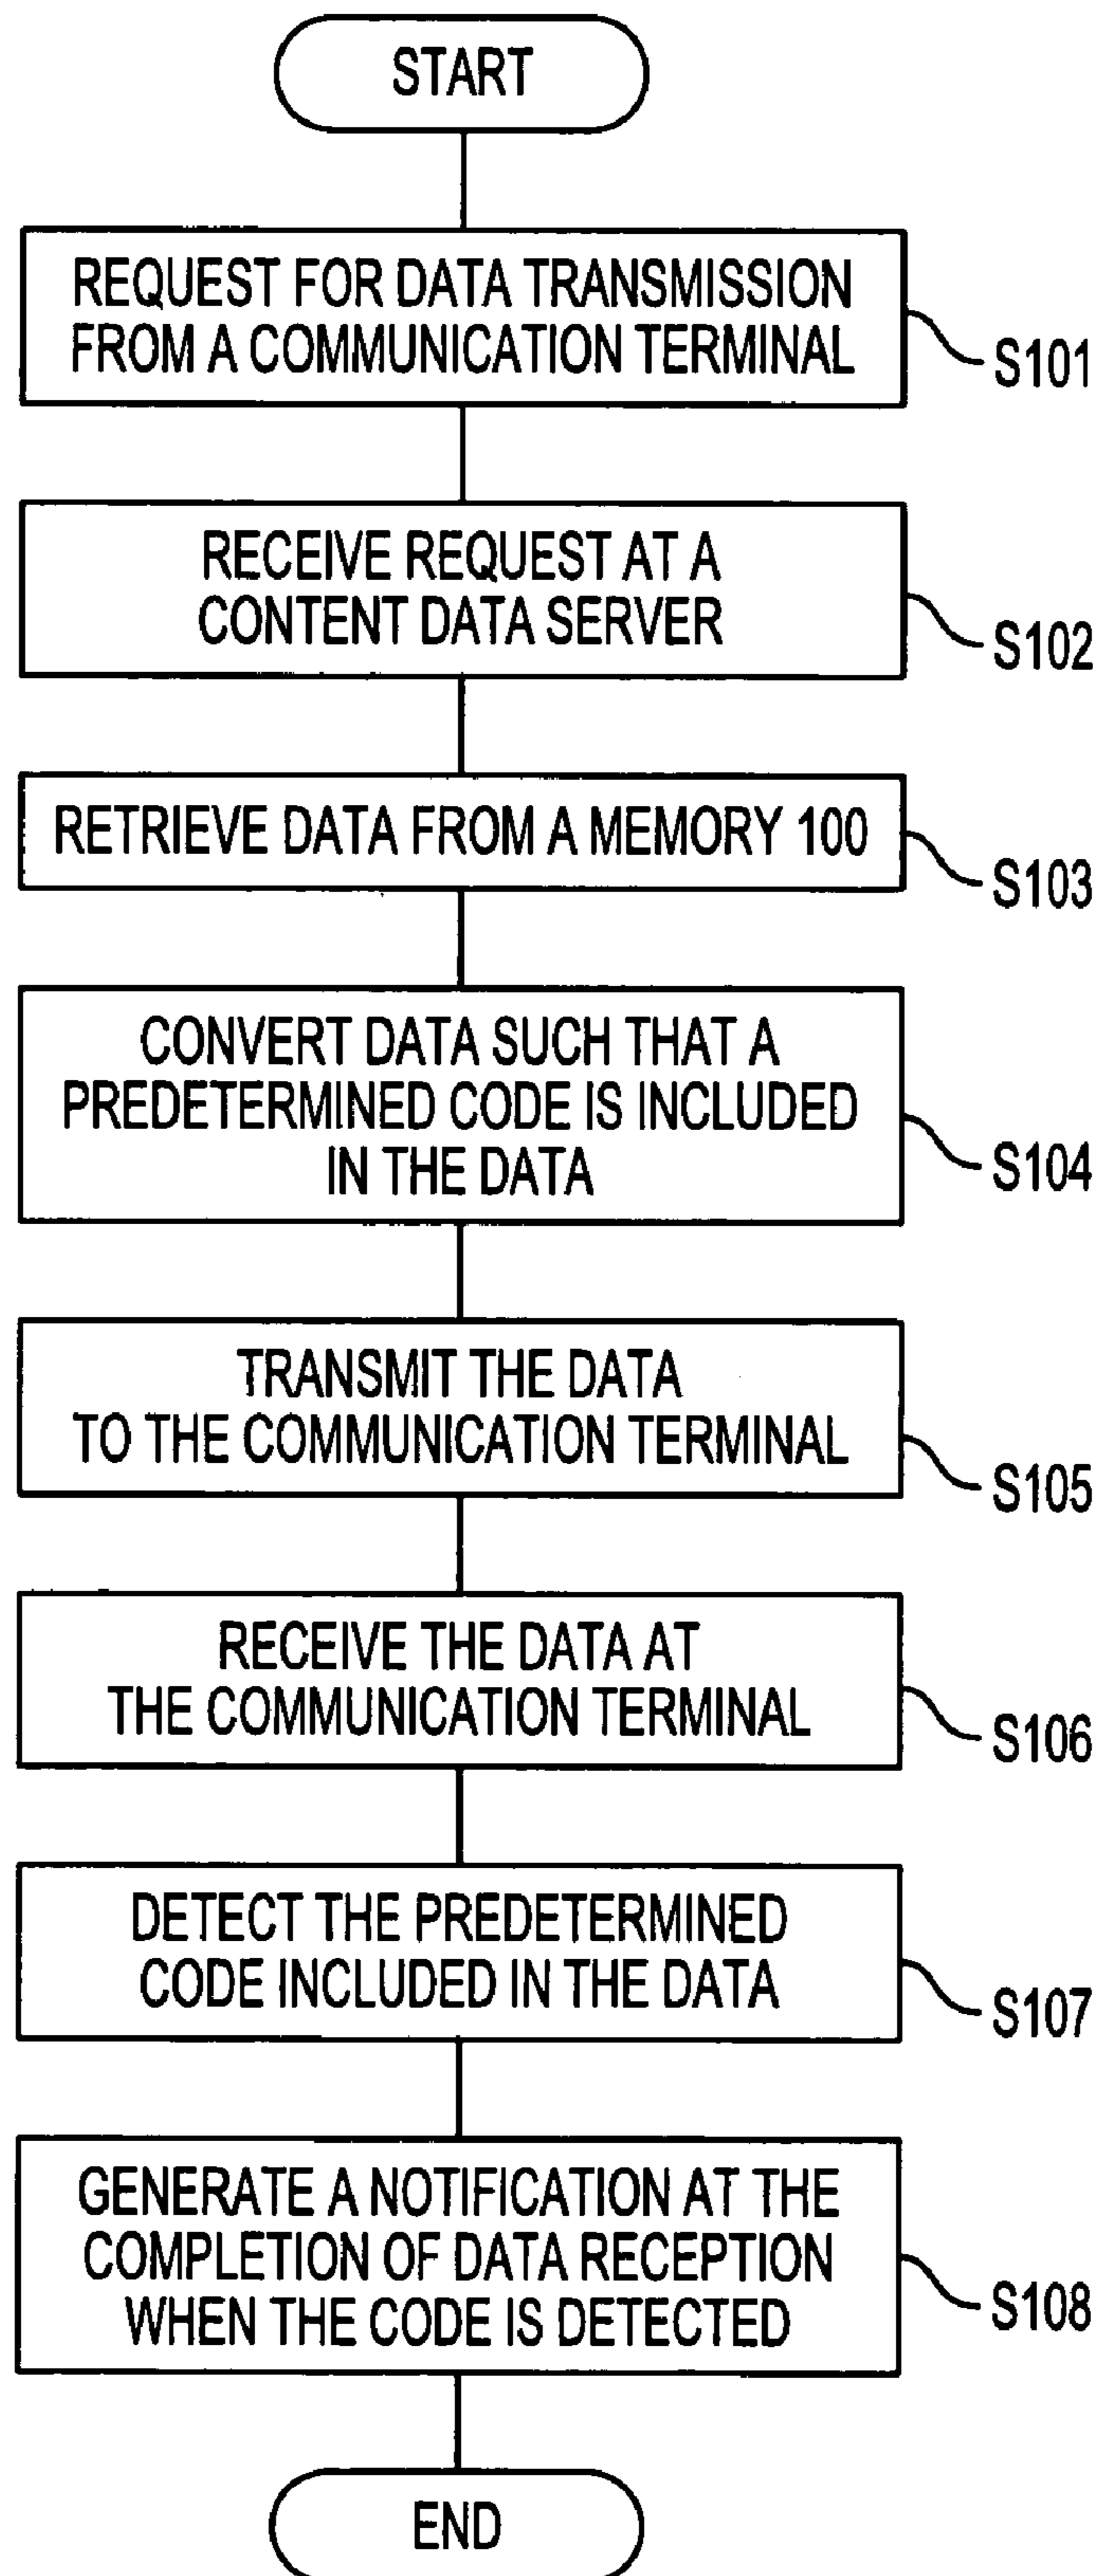 START
REQUEST FOR DATA TRANSMISSION
FROM A COMMUNICATION TERMINAL
S101
RECEIVE REQUEST AT A
CONTENT DATA SERVER
S102
RETRIEVE DATA FROM A MEMORY 100
S103
CONVERT DATA SUCH THAT A
PREDETERMINED CODE IS INCLUDED
IN THE DATA
S104
TRANSMIT THE DATA
TO THE COMMUNICATION TERMINAL
S105
RECEIVE THE DATA AT
THE COMMUNICATION TERMINAL
S106
DETECT THE PREDETERMINED
CODE INCLUDED IN THE DATA
S107
GENERATE A NOTIFICATION AT THE
COMPLETION OF DATA RECEPTION
WHEN THE CODE IS DETECTED
S108
END